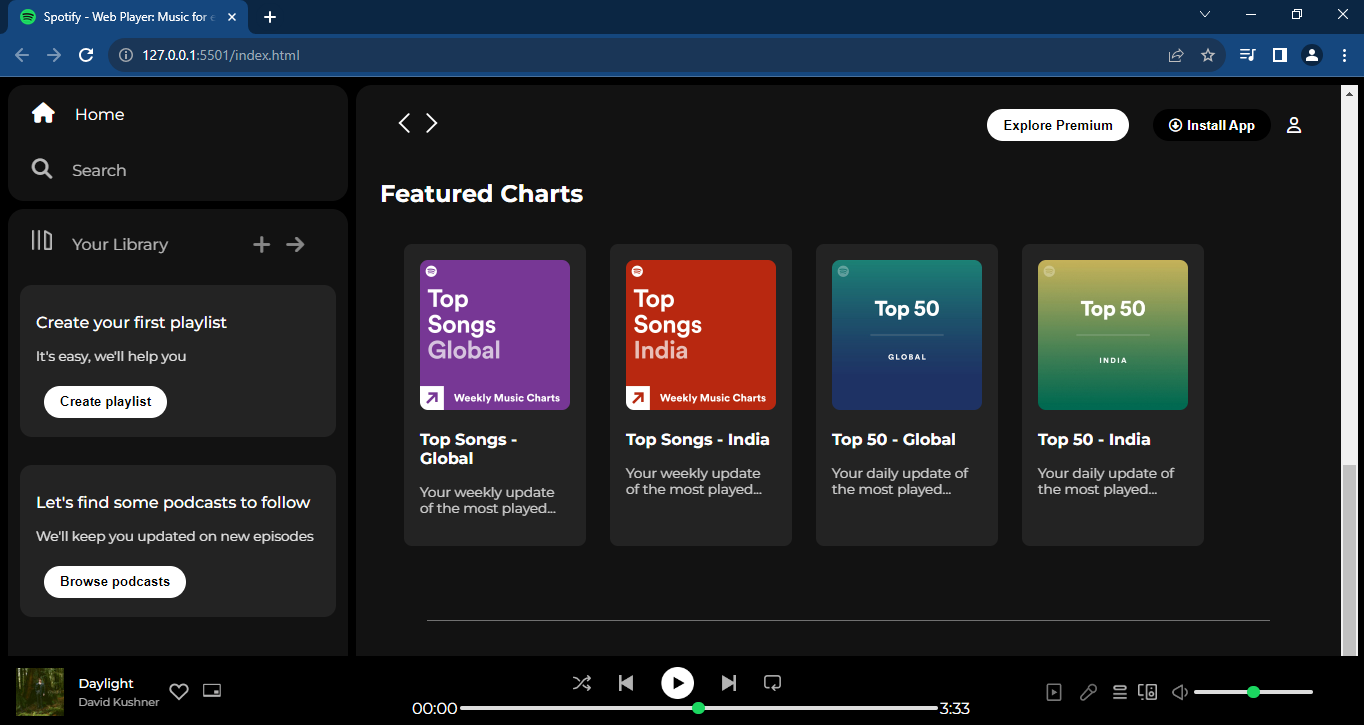 Spotify - Web Player: Music for e
127.0.0.1:5501/index.html
Home
Search
Your Library
Create your first playlist
It's easy, we'll help you
Create playlist
Let's find some podcasts to follow
We'll keep you updated on new episodes
Browse podcasts
Explore Premium
Install App
Featured Charts
Top
Songs
Global
Weekly Music Charts
Top Songs -
Global
Your weekly update
of the most played...
Top
Songs
India
Weekly Music Charts
Top Songs - India
Your weekly update
of the most played...
Top 50
GLOBAL
Top 50 - Global
Your daily update of
the most played...
Top 50
INDIA
Top 50 - India
Your daily update of
the most played...
Daylight
David Kushner
00:00
3:33